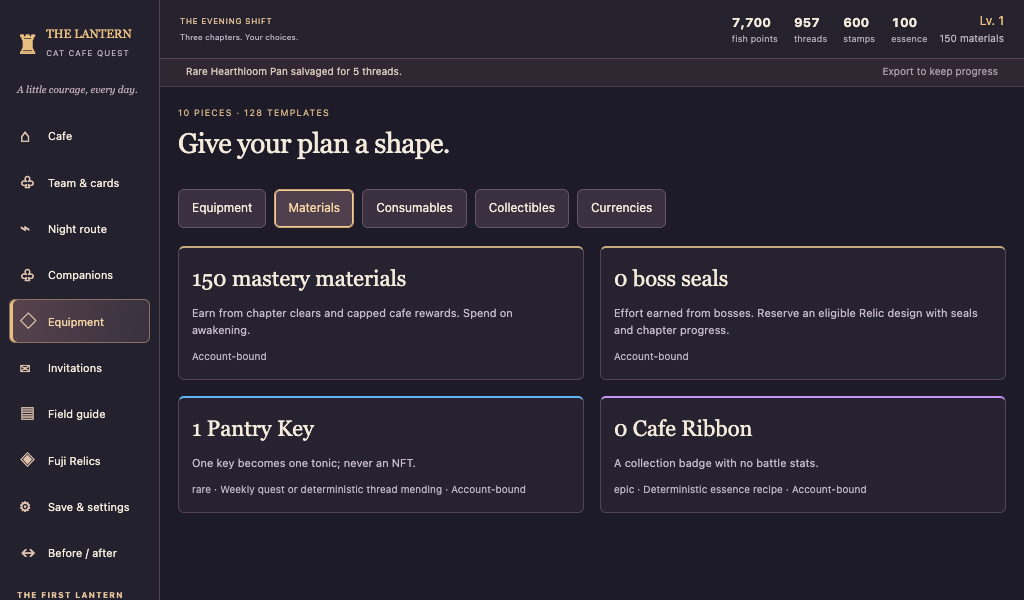 THE LANTERN
CAT CAFE QUEST
A little courage, every day.
Cafe
Team & cards
Night route
Companions
Equipment
Invitations
Field guide
Fuji Relics
Save & settings
Before / after
THE FIRST LANTERN
THE EVENING SHIFT
Three chapters. Your choices.
7,700
fish points
957
threads
600
stamps
100
essence
Lv. 1
150 materials
Rare Hearthloom Pan salvaged for 5 threads.
Export to keep progress
10 PIECES · 128 TEMPLATES
Give your plan a shape.
Equipment
Materials
Consumables
Collectibles
Currencies
150 mastery materials
Earn from chapter clears and capped cafe rewards. Spend on
awakening.
Account-bound
0 boss seals
Effort earned from bosses. Reserve an eligible Relic design with seals
and chapter progress.
Account-bound
1 Pantry Key
One key becomes one tonic; never an NFT.
rare · Weekly quest or deterministic thread mending · Account-bound
0 Cafe Ribbon
A collection badge with no battle stats.
epic · Deterministic essence recipe · Account-bound